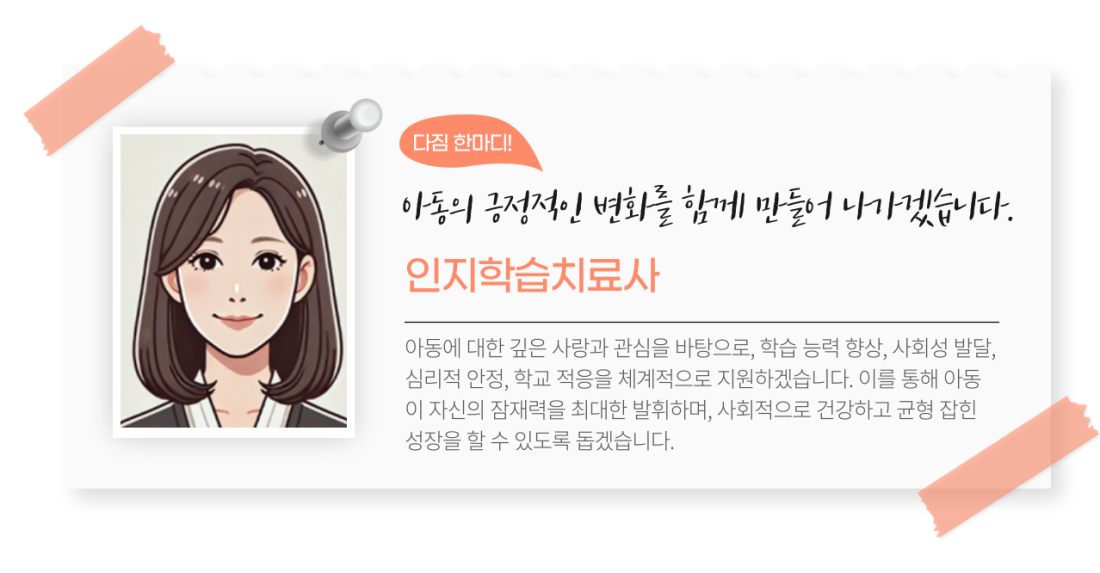 다짐 한마디!
아동의 긍정적인 변화를 함께 만들어 나가겠습니다.
인지학습치료사
아동에 대한 깊은 사랑과 관심을 바탕으로, 학습 능력 향상, 사회성 발달,
심리적 안정, 학교 적응을 체계적으로 지원하겠습니다. 이를 통해 아동
이 자신의 잠재력을 최대한 발휘하며, 사회적으로 건강하고 균형 잡힌
성장을 할 수 있도록 돕겠습니다.